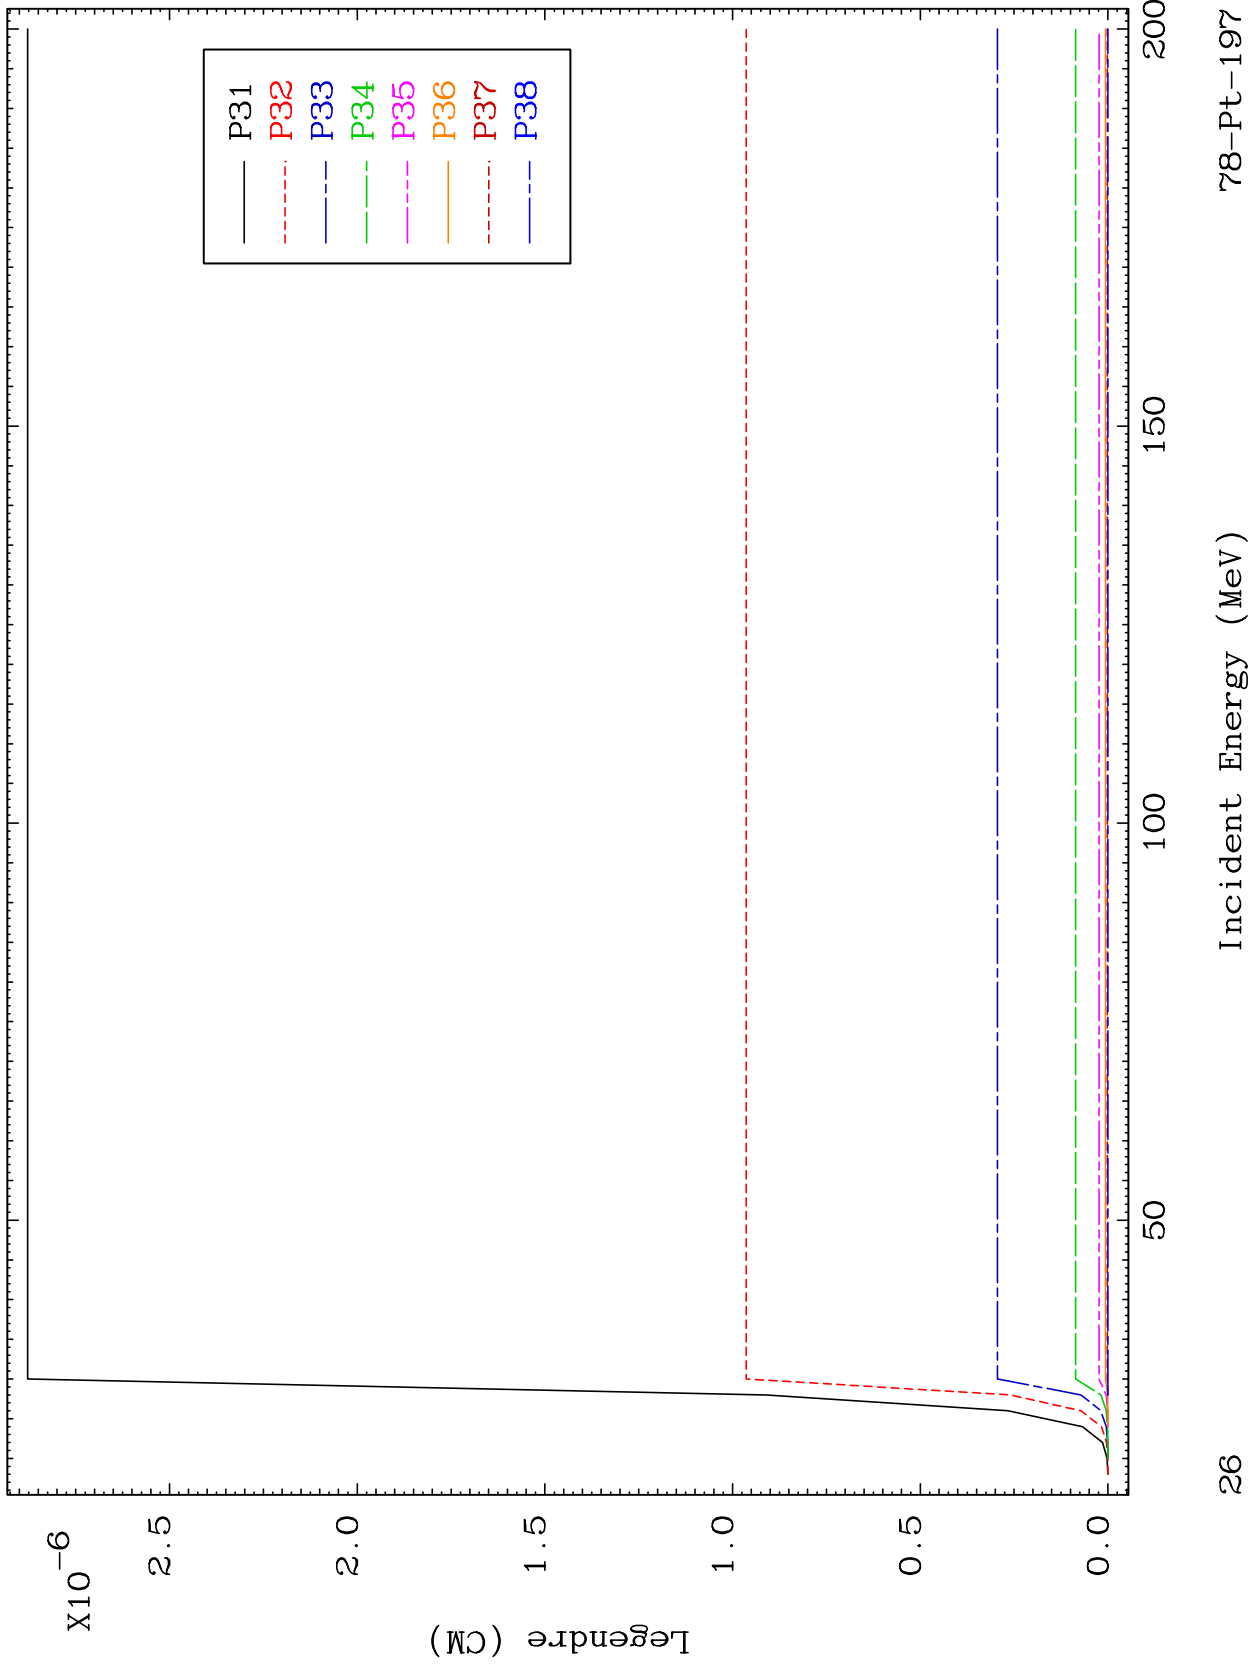 X10-6
2.5
2.0
1.5
1.0
0.5
0.0
Legendre (CM)
P31
P32
P33
P34
P35
P36
P37
P38
50
100
150
200
Incident Energy (MeV)
26
78-Pt-197